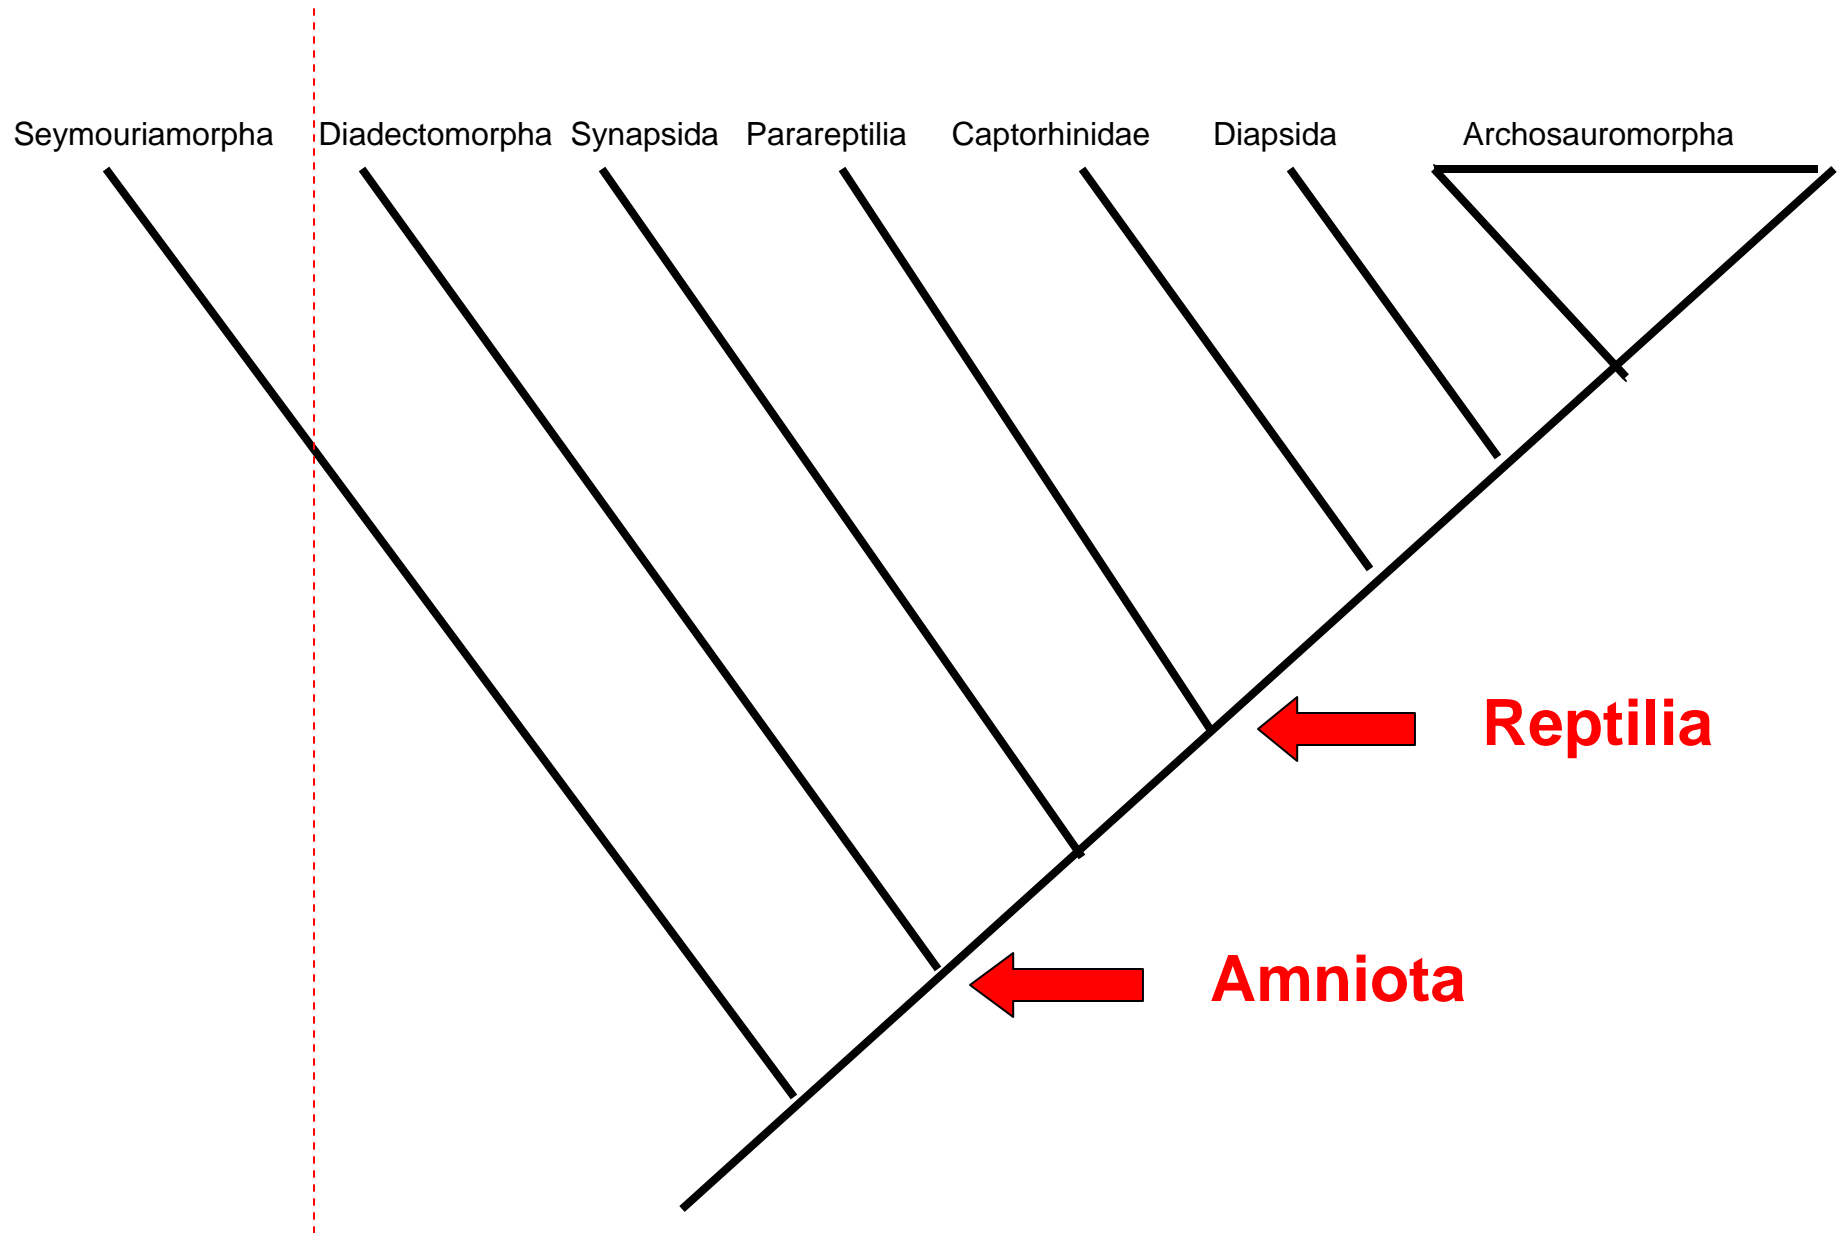 Seymouriamorpha Diadectomorpha Synapsida Parareptilia Captorhinidae Diapsida Archosauromorpha
Reptilia
Amniota